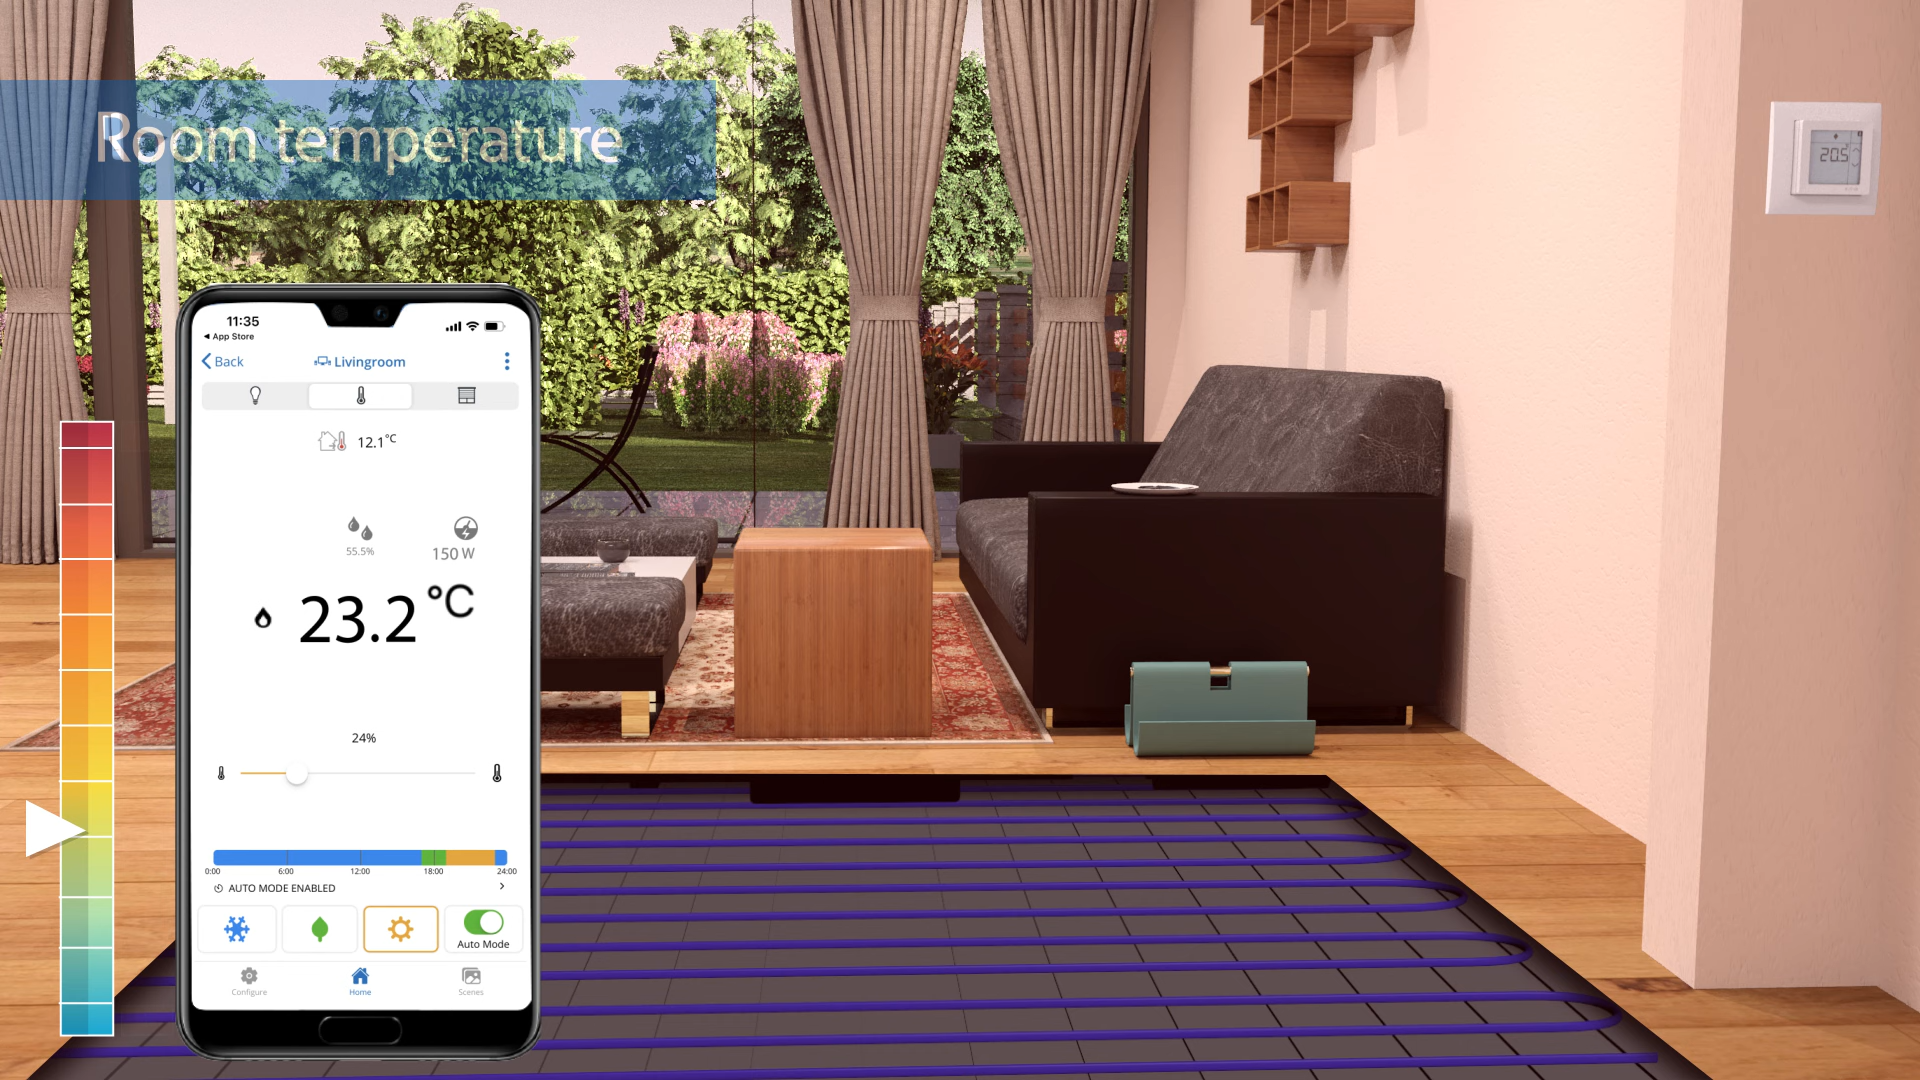 Room temperature
20.5
11:35
App Store
Back
Livingroom
12.1°C
55.5%
150 W
23.2 °C
24%
0:00 6:00 12:00 18:00 24:00
AUTO MODE ENABLED
Auto Mode
Configure Home Scenes